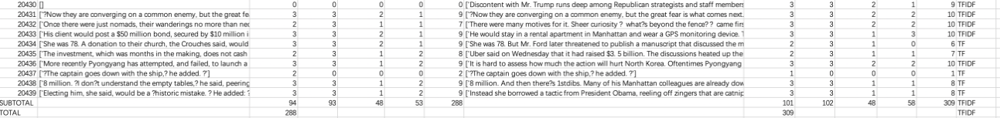 20430 [] 0 0 0 0 0 ['Discontent with Mr. Trump runs deep among Republican strategists and staff members 3 3 2 1 9 TFIDF
20431 ['?Now they are converging on a common enemy, but the great fe 3 3 2 1 9 ['?Now they are converging on a common enemy, but the great fear is what comes next. 3 3 2 2 10 TFIDF
20432 ['Once there were just nomads, their wanderings no more than nec 2 3 1 1 7 ['There were many motives for it. Sheer curiosity ? what?s beyond the fence?? came firs 3 3 2 2 10 TFIDF
20433 ['His client would post a $50 million bond, secured by $10 million i 3 3 2 1 9 ['He would stay in a rental apartment in Manhattan and wear a GPS monitoring device. T 3 3 1 3 10 TFIDF
20434 ['She was 78. A donation to their church, the Crouches said, would 3 3 1 2 9 ['She was 78. But Mr. Ford later threatened to publish a manuscript that discussed the m 2 3 1 0 6 TF
20435 ['The investment, which was months in the making, does not cash 2 3 1 2 8 ['Uber said on Wednesday that it had raised $3. 5 billion. The discussions heated up the 2 3 1 1 7 TF
20436 ['More recently Pyongyang has attempted, and failed, to launch a 3 3 1 2 9 ['It is hard to assess how much the action will hurt North Korea. Oftentimes Pyongyang 3 3 2 2 10 TFIDF
20437 ['?The captain goes down with the ship,? he added. ?'] 2 0 0 0 2 ['?The captain goes down with the ship,? he added. ?'] 1 0 0 0 1 TF
20438 ['8 million. ?I don?t understand the empty tables,? he said, peering 3 3 1 2 9 ['8 million. And then there?s 1stdibs. Many of his Manhattan colleagues are already dow 3 3 1 1 8 TF
20439 ['Electing him, she said, would be a ?historic mistake. ? He added: ? 3 3 1 2 9 ['Instead she borrowed a tactic from President Obama, reeling off zingers that are catnip 3 3 1 1 8 TF
SUBTOTAL 94 93 48 53 288 101 102 48 58 309 TFIDF
TOTAL 288 309 TFIDF